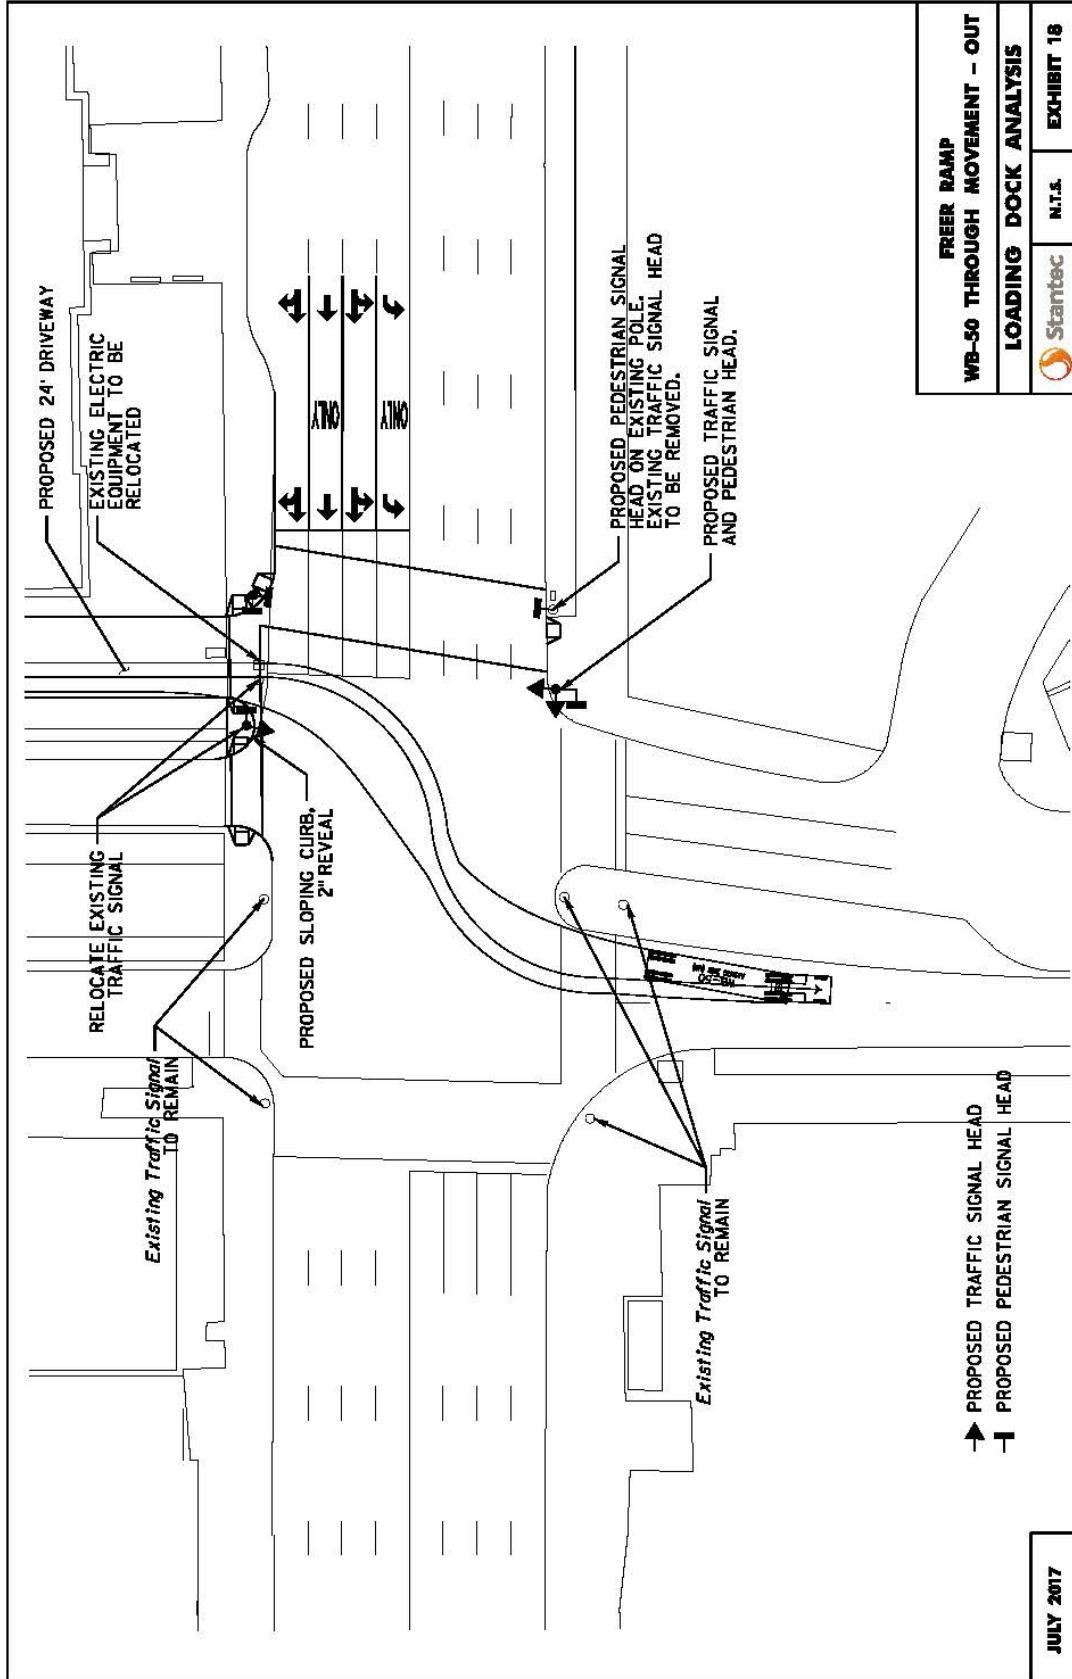 PROPOSED 24' DRIVEWAY
EXISTING ELECTRIC
EQUIPMENT TO BE
RELOCATED
RELOCATE EXISTING
TRAFFIC SIGNAL
Existing Traffic Signal
TO REMAIN
PROPOSED SLOPING CURB,
2" REVEAL
ONLY
ONLY
PROPOSED PEDESTRIAN SIGNAL
HEAD ON EXISTING POLE.
EXISTING TRAFFIC SIGNAL HEAD
TO BE REMOVED.
PROPOSED TRAFFIC SIGNAL
AND PEDESTRIAN HEAD.
WB-50
Existing Traffic Signal
TO REMAIN
PROPOSED TRAFFIC SIGNAL HEAD
PROPOSED PEDESTRIAN SIGNAL HEAD
JULY 2017
FREER RAMP
WB-50 THROUGH MOVEMENT - OUT
LOADING DOCK ANALYSIS
Stantec
N.T.S.
EXHIBIT 18